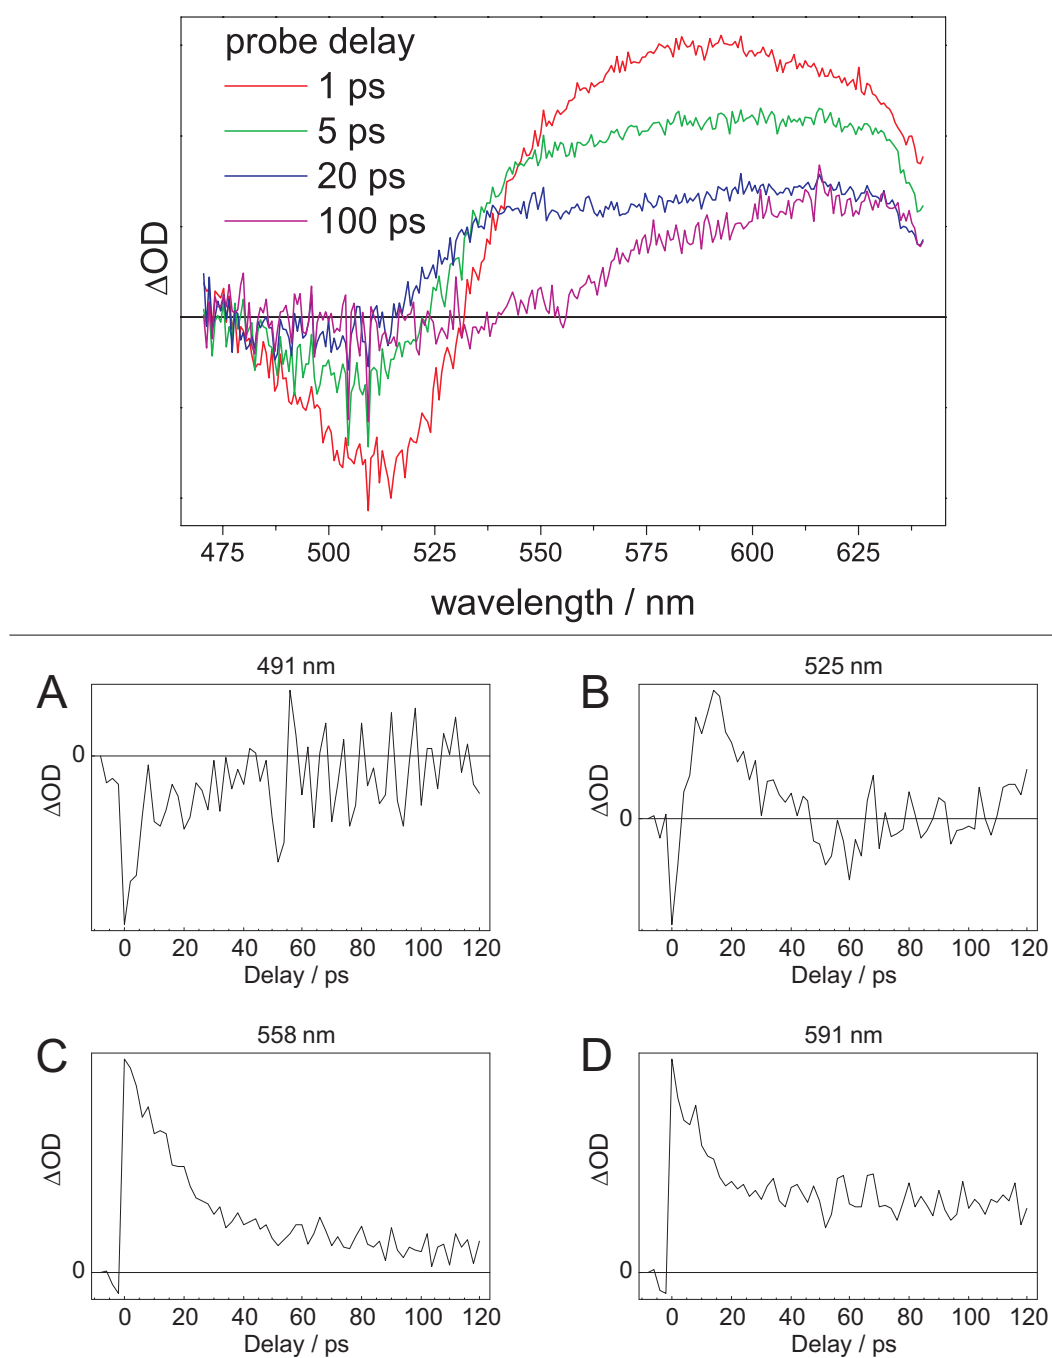 probe delay
1 ps
5 ps
20 ps
100 ps
ΔOD
475 500 525 550 575 600 625
wavelength / nm
A
491 nm
0
ΔOD
0 20 40 60 80 100 120
Delay / ps
B
525 nm
0
ΔOD
0 20 40 60 80 100 120
Delay / ps
C
558 nm
ΔOD
0
0 20 40 60 80 100 120
Delay / ps
D
591 nm
ΔOD
0
0 20 40 60 80 100 120
Delay / ps